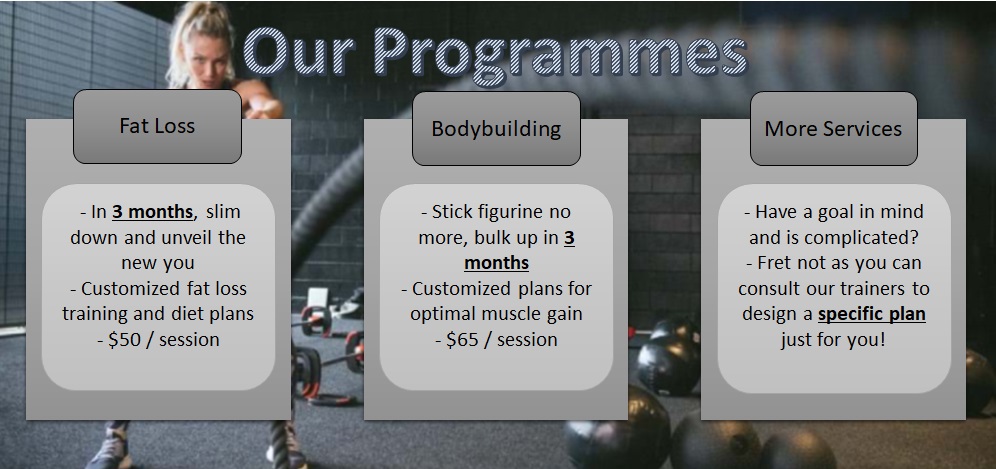 Our Programmes
Fat Loss
- In 3 months, slim
down and unveil the
new you
- Customized fat loss
training and diet plans
- $50 / session
Bodybuilding
- Stick figurine no
more, bulk up in 3
months
- Customized plans for
optimal muscle gain
- $65 / session
More Services
- Have a goal in mind
and is complicated?
- Fret not as you can
consult our trainers to
design a specific plan
just for you!